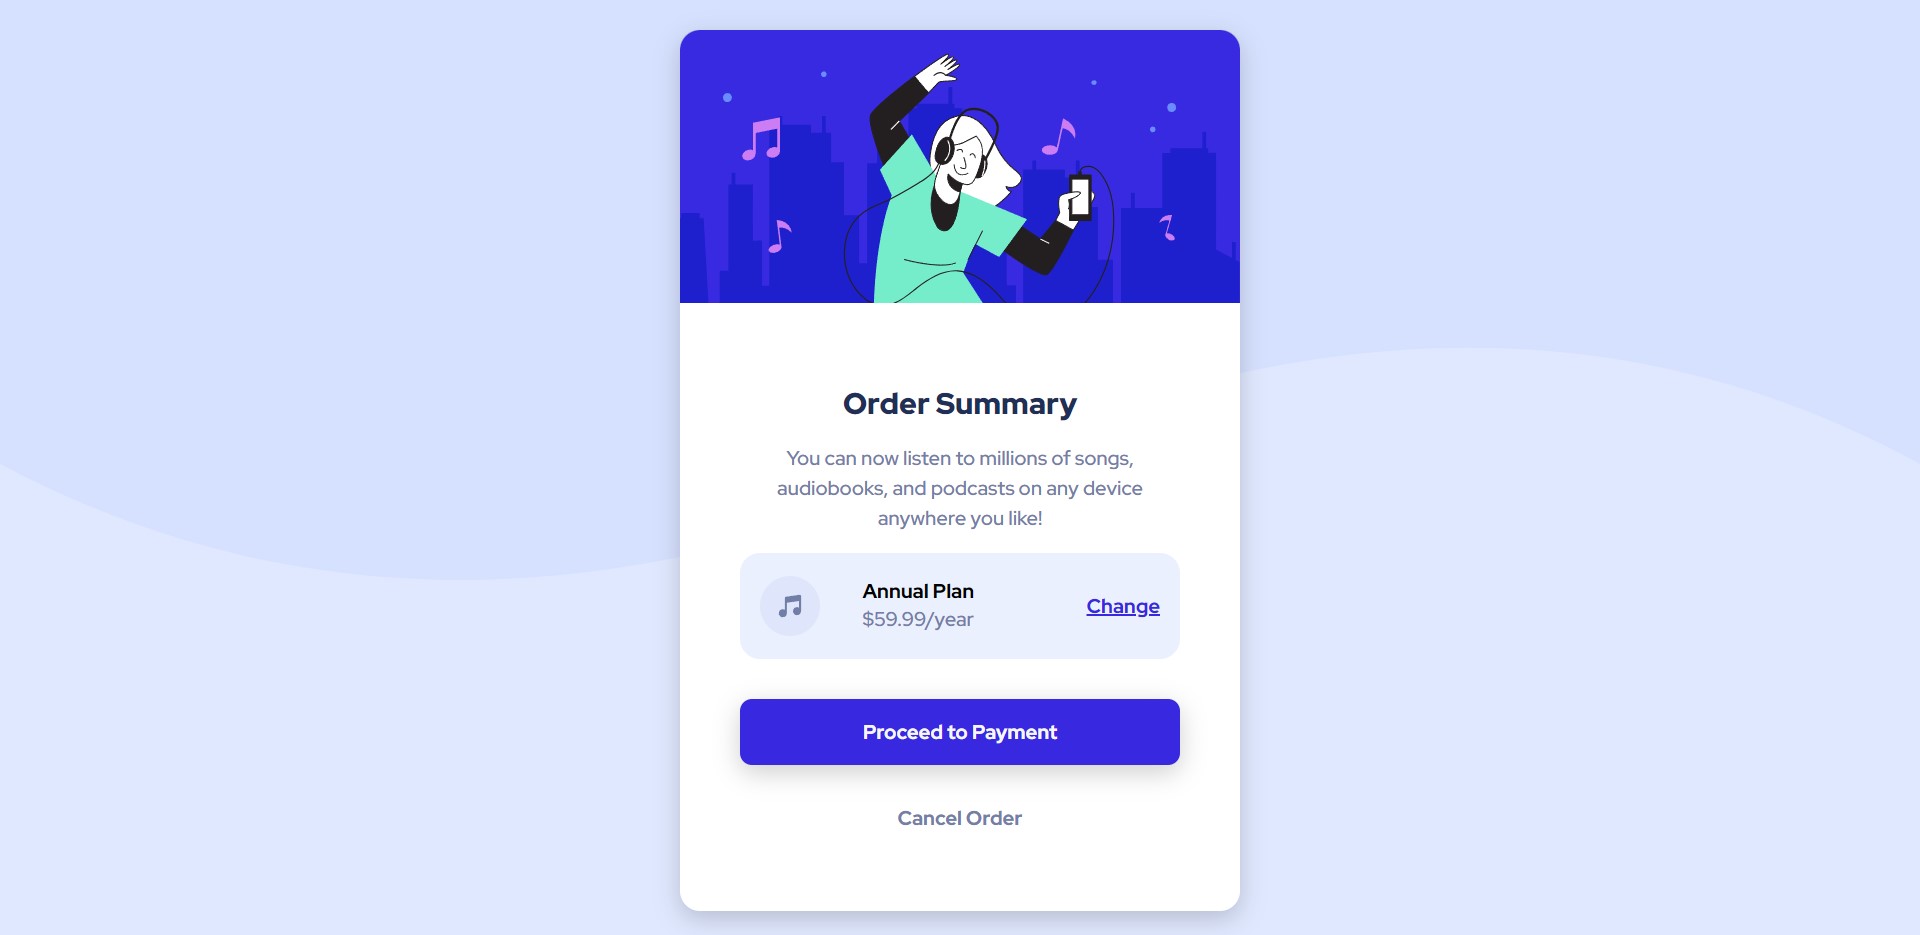 Order Summary
You can now listen to millions of songs,
audiobooks, and podcasts on any device
anywhere you like!
Annual Plan
$59.99/year
Change
Proceed to Payment
Cancel Order